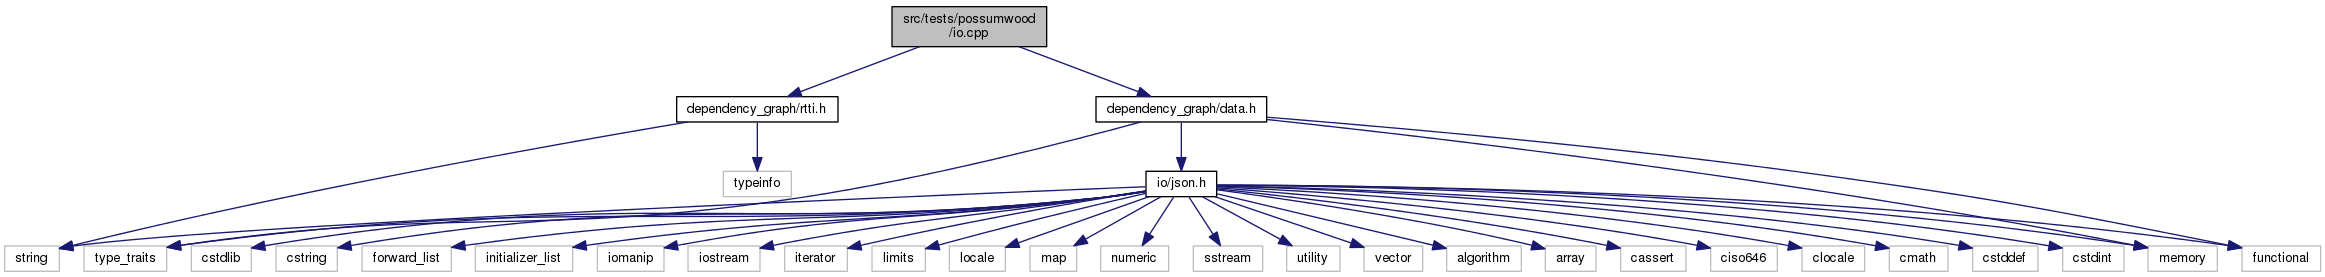 src/tests/possumwood
/io.cpp
dependency_graph/rtti.h
dependency_graph/data.h
typeinfo
io/json.h
string
type_traits
cstdlib
cstring
forward_list
initializer_list
iomanip
iostream
iterator
limits
locale
map
numeric
sstream
utility
vector
algorithm
array
cassert
ciso646
clocale
cmath
cstddef
cstdint
memory
functional